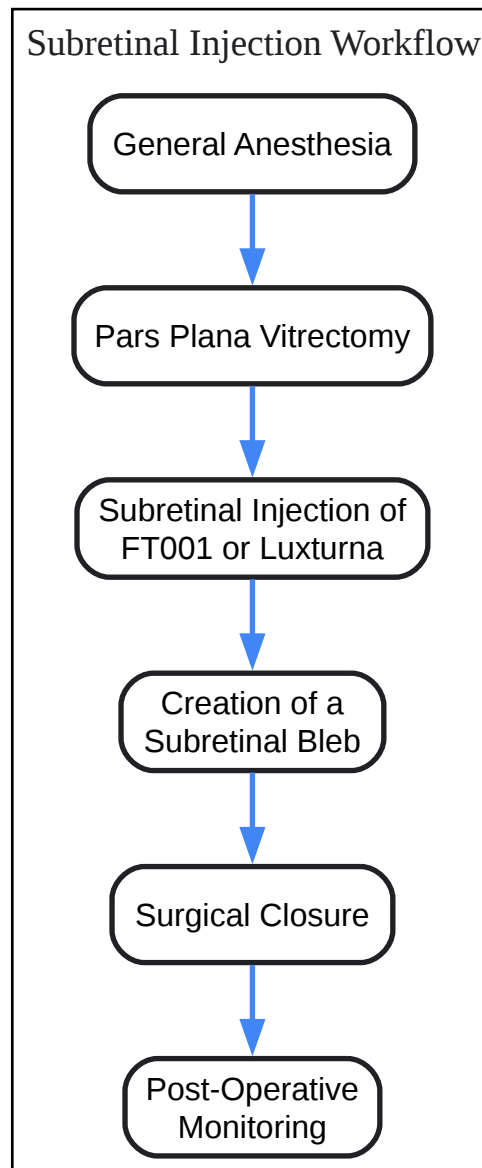 Subretinal Injection Workflow
General Anesthesia
Pars Plana Vitrectomy
Subretinal Injection of
FT001 or Luxturna
Creation of a
Subretinal Bleb
Surgical Closure
Post-Operative
Monitoring